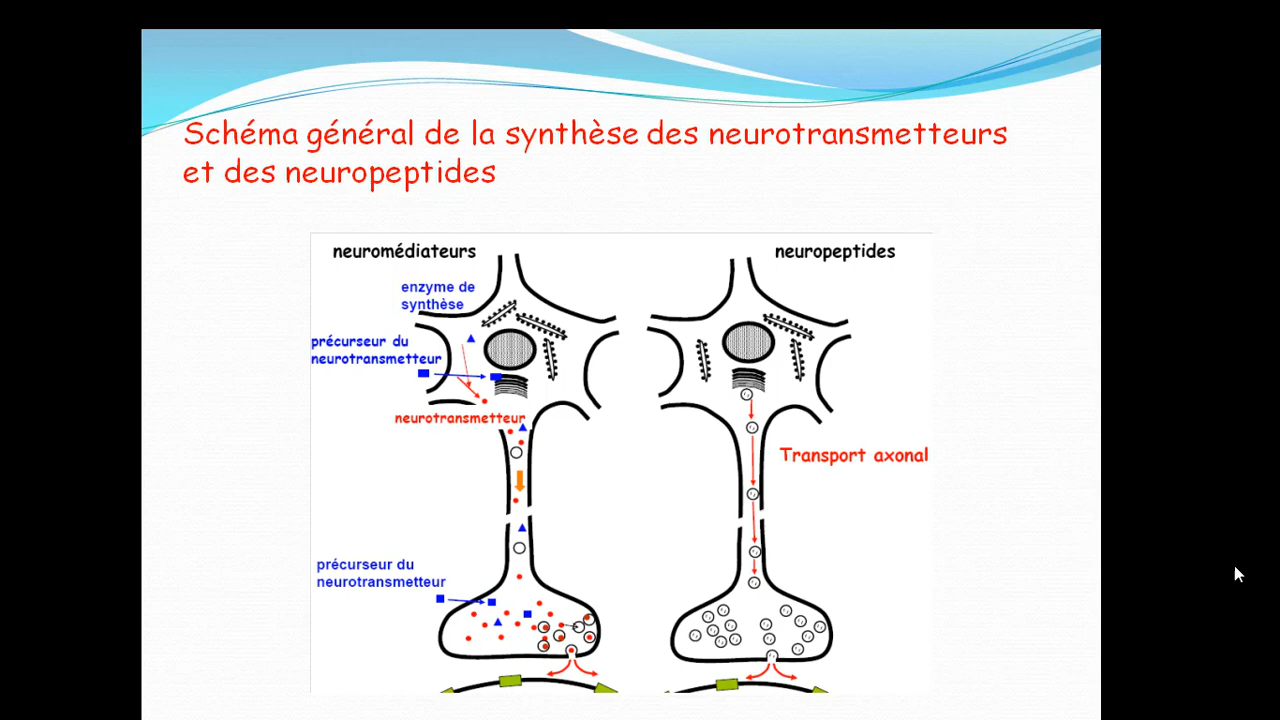 Schéma général de la synthèse des neurotransmetteurs
et des neuropeptides
neuromédiateurs
neuropeptides
enzyme de
synthèse
précurseur du
neurotransmetteur
neurotransmetteur
Transport axonal
précurseur du
neurotransmetteur